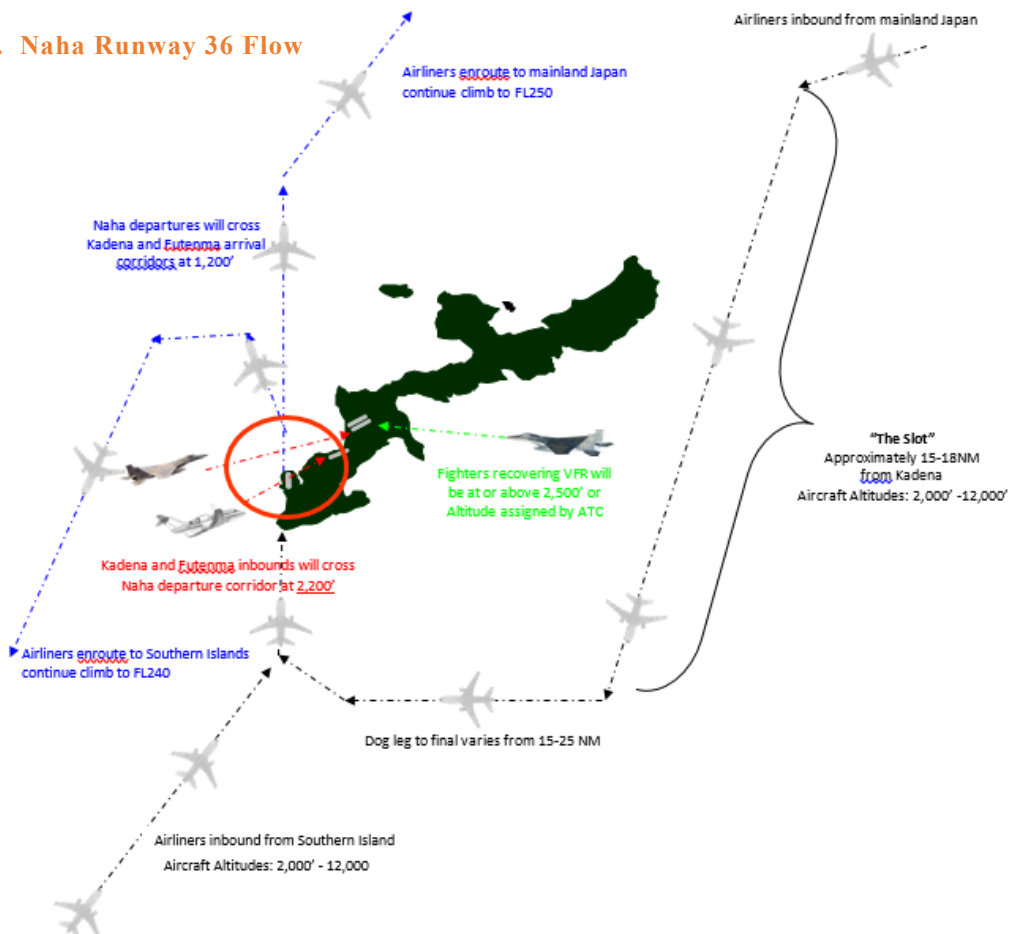 . Naha Runway 36 Flow
Airliners inbound from mainland Japan
Airliners enroute to mainland Japan
continue climb to FL250
Naha departures will cross
Kadena and Futenma arrival
corridors at 1,200’
“The Slot”
Approximately 15-18NM
from Kadena
Aircraft Altitudes: 2,000’ -12,000’
Fighters recovering VFR will
be at or above 2,500’ or
Altitude assigned by ATC
Kadena and Futenma inbounds will cross
Naha departure corridor at 2,200’
Airliners enroute to Southern Islands
continue climb to FL240
Dog leg to final varies from 15-25 NM
Airliners inbound from Southern Island
Aircraft Altitudes: 2,000’ - 12,000